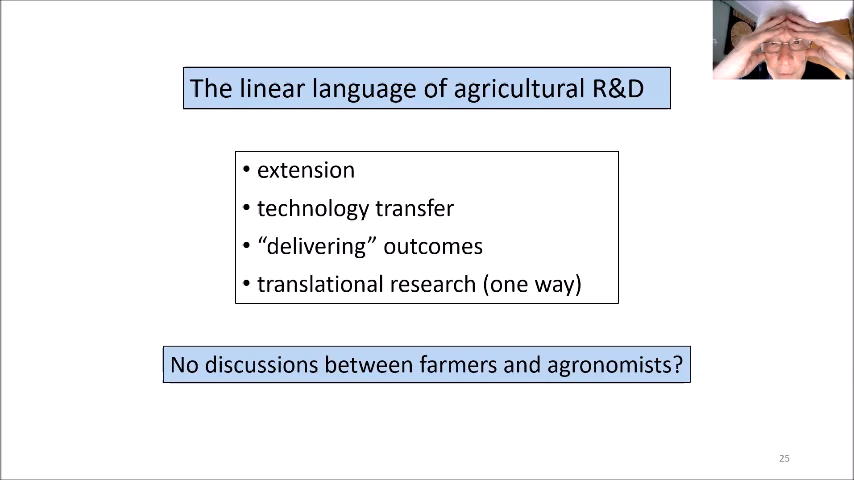 The linear language of agricultural R&D
• extension
• technology transfer
• “delivering” outcomes
• translational research (one way)
No discussions between farmers and agronomists?
25